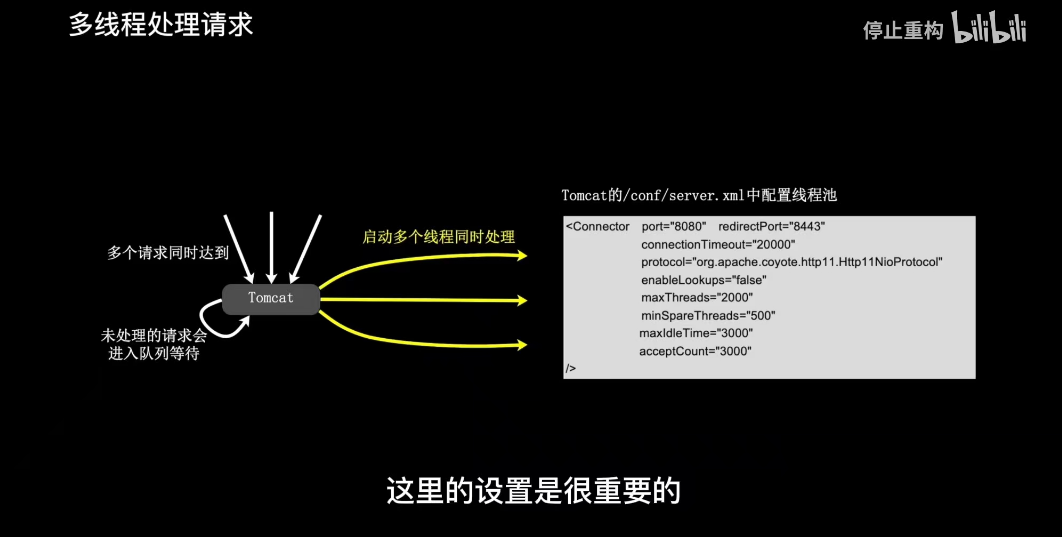 多线程处理请求
停止重构 bilibili
Tomcat的/conf/server.xml中配置线程池
<Connector port="8080" redirectPort="8443"
connectionTimeout="20000"
protocol="org.apache.coyote.http11.Http11NioProtocol"
enableLookups="false"
maxThreads="2000"
minSpareThreads="500"
maxIdleTime="3000"
acceptCount="3000"
/>
多个请求同时达到
启动多个线程同时处理
Tomcat
未处理的请求会
进入队列等待
这里的设置是很重要的